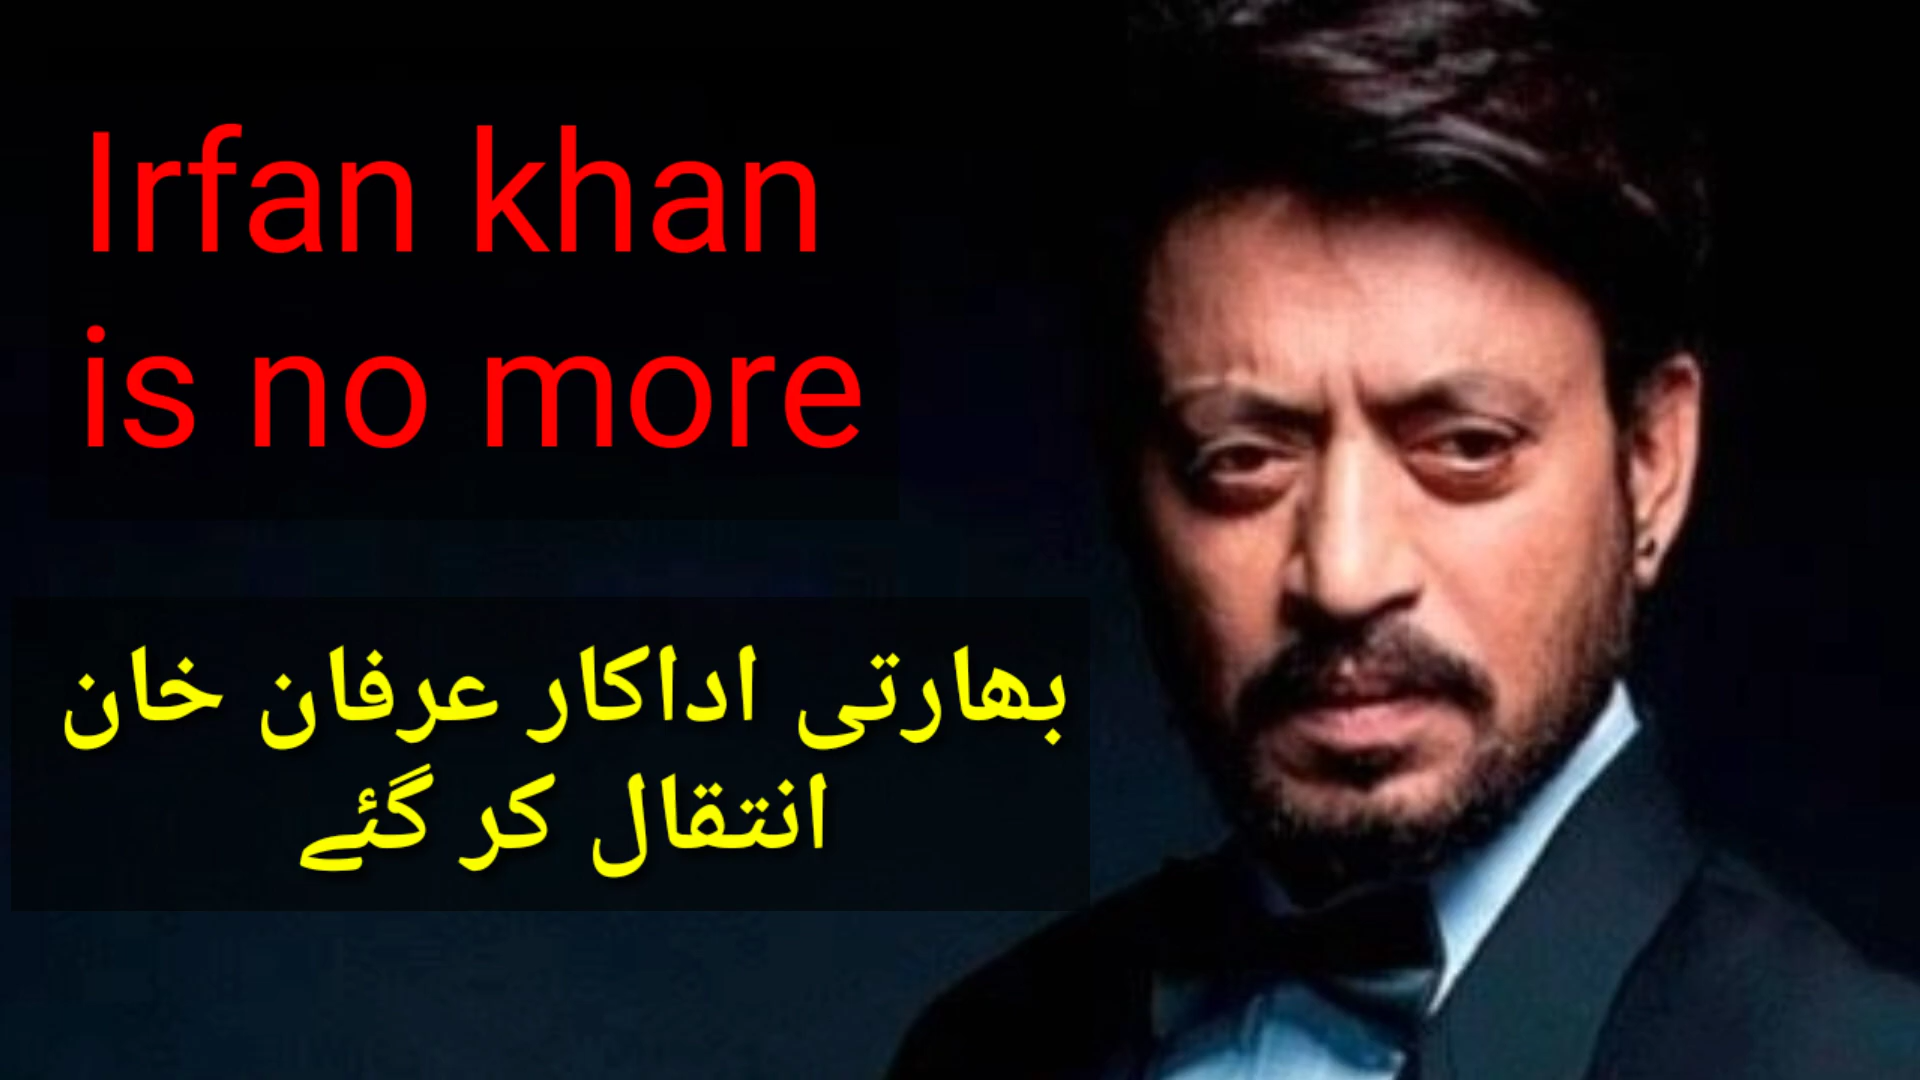 Irfan khan
is no more
بھارتی اداکار عرفان خان
انتقال کر گئے